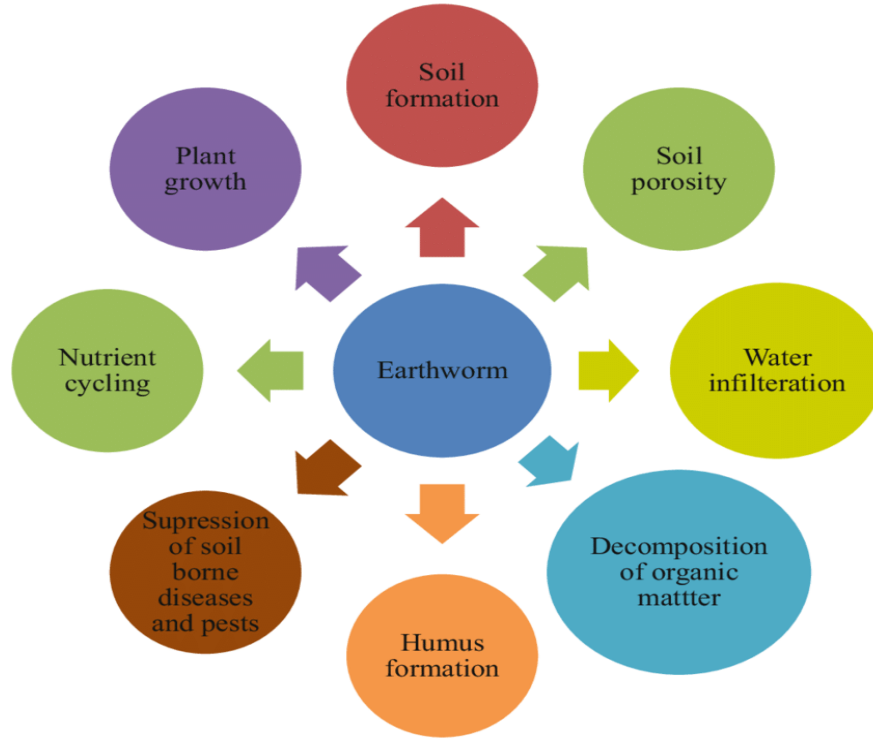 Soil
formation
Plant
growth
Soil
porosity
Nutrient
cycling
Earthworm
Water
infilteration
Supression
of soil
borne
diseases
and pests
Decomposition
of organic
mattter
Humus
formation